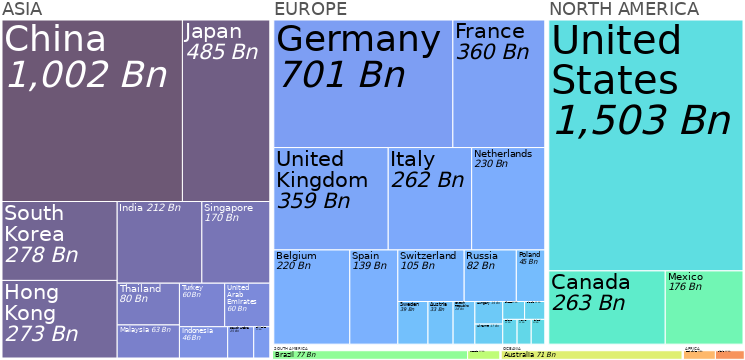 ASIA
China
1,002 Bn
Japan
485 Bn
South
Korea
278 Bn
Hong
Kong
273 Bn
India 212 Bn
Singapore
170 Bn
Thailand
80 Bn
Malaysia 63 Bn
Turkey
60 Bn
United
Arab
Emirates
60 Bn
Indonesia
46 Bn
EUROPE
Germany
701 Bn
France
360 Bn
United
Kingdom
359 Bn
Italy
262 Bn
Netherlands
230 Bn
Belgium
220 Bn
Spain
139 Bn
Switzerland
105 Bn
Russia
82 Bn
Poland
45 Bn
Sweden
39 Bn
Austria
33 Bn
NORTH AMERICA
United
States
1,503 Bn
Canada
263 Bn
Mexico
176 Bn
SOUTH AMERICA
Brazil 77 Bn
OCEANIA
Australia 71 Bn
AFRICA